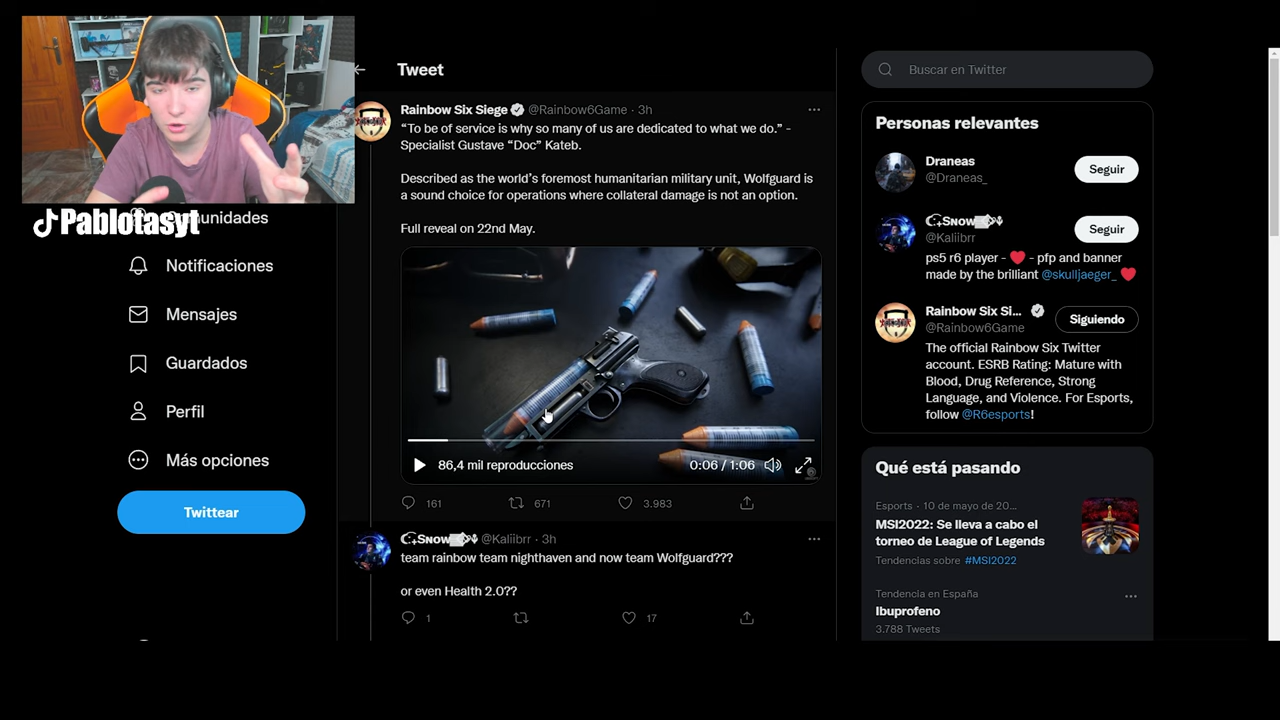 Pablotasyt
Comunidades
Notificaciones
Mensajes
Guardados
Perfil
Más opciones
Twittear
Tweet
Rainbow Six Siege @Rainbow6Game · 3h
“To be of service is why so many of us are dedicated to what we do.” -
Specialist Gustave “Doc” Kateb.
Described as the world’s foremost humanitarian military unit, Wolfguard is
a sound choice for operations where collateral damage is not an option.
Full reveal on 22nd May.
86,4 mil reproducciones
0:06 / 1:06
161
671
3.983
Snow @Kaliibrr · 3h
team rainbow team nighthaven and now team Wolfguard???
or even Health 2.0??
1
17
Buscar en Twitter
Personas relevantes
Draneas
@Draneas_
Seguir
Snow
@Kaliibrr
Seguir
ps5 r6 player - ❤️ - pfp and banner
made by the brilliant @skulljaeger_ ❤️
Rainbow Six Si...
@Rainbow6Game
Siguiendo
The official Rainbow Six Twitter
account. ESRB Rating: Mature with
Blood, Drug Reference, Strong
Language, and Violence. For Esports,
follow @R6esports!
Qué está pasando
Esports · 10 de mayo de 20...
MSI2022: Se lleva a cabo el
torneo de League of Legends
Tendencias sobre #MSI2022
Tendencia en España
Ibuprofeno
3.788 Tweets